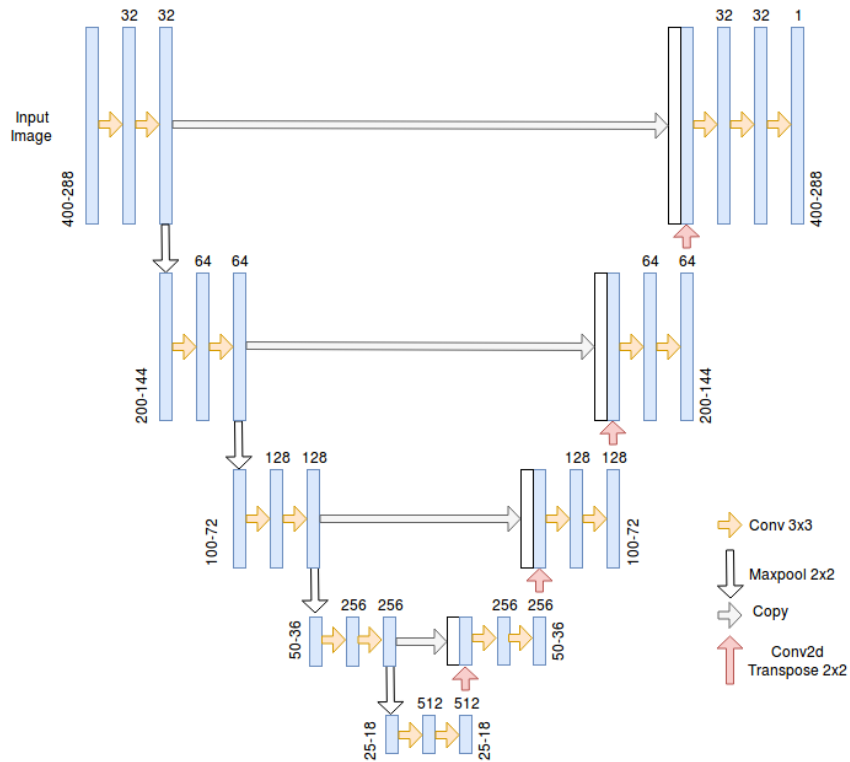 32 32 32 32 1
Input
Image
400-288 400-288
64 64 64 64
200-144 200-144
128 128 128 128
100-72 100-72
256 256 256 256
50-36 50-36
512 512
25-18 25-18
Conv 3x3
Maxpool 2x2
Copy
Conv2d
Transpose 2x2